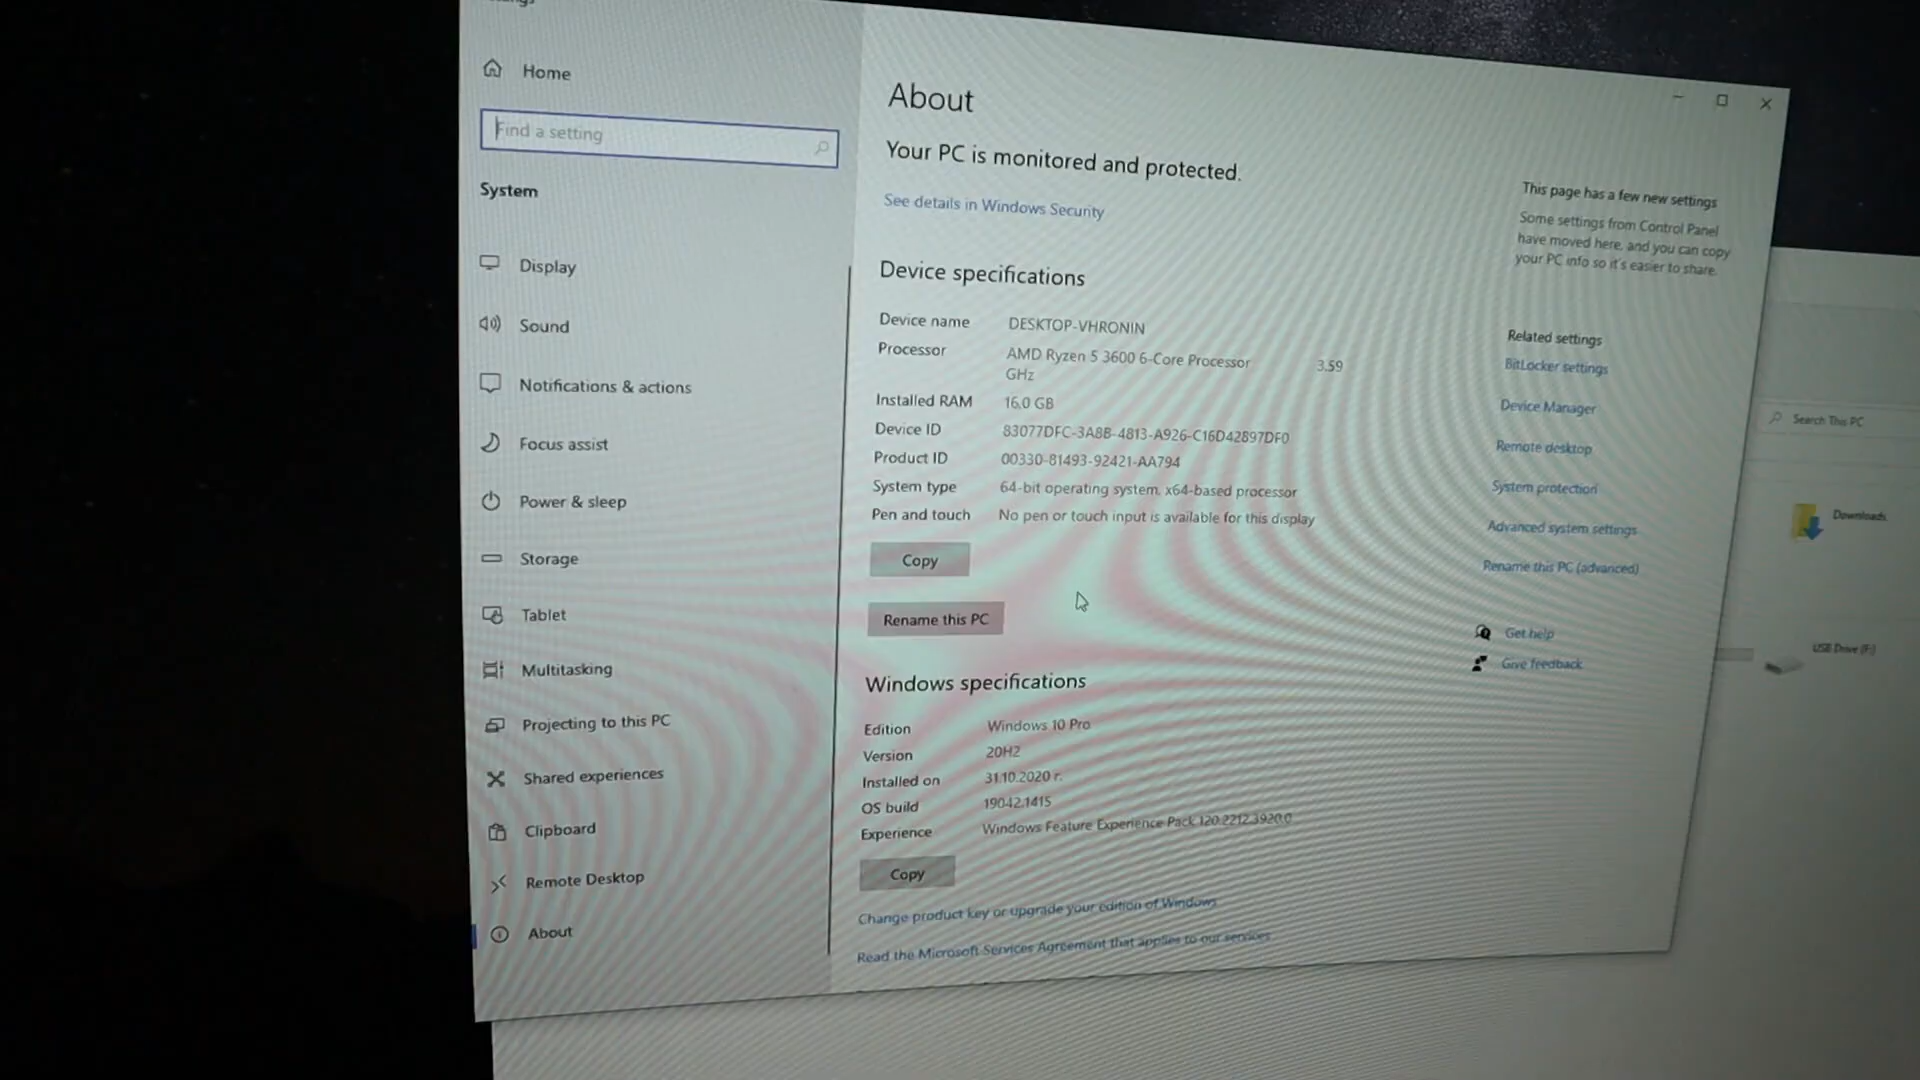 Home
Find a setting
System
Display
Sound
Notifications & actions
Focus assist
Power & sleep
Storage
Tablet
Multitasking
Projecting to this PC
Shared experiences
Clipboard
Remote Desktop
About
About
Your PC is monitored and protected.
See details in Windows Security
Device specifications
Device name DESKTOP-VHRONIN
Processor AMD Ryzen 5 3600 6-Core Processor 3.59
GHz
Installed RAM 16,0 GB
Device ID 83077DFC-3A8B-4813-A926-C16D42897DF0
Product ID 00330-81493-92421-AA794
System type 64-bit operating system, x64-based processor
Pen and touch No pen or touch input is available for this display
Copy
Rename this PC
Windows specifications
Edition Windows 10 Pro
Version 20H2
Installed on 31.10.2020 г.
OS build 19042.1415
Experience Windows Feature Experience Pack 120.2212.3920.0
Copy
Change product key or upgrade your edition of Windows
Read the Microsoft Services Agreement that applies to our services
This page has a few new settings
Some settings from Control Panel
have moved here, and you can copy
your PC info so it's easier to share.
Related settings
BitLocker settings
Device Manager
Remote desktop
System protection
Advanced system settings
Rename this PC (advanced)
Get help
Give feedback
Search This PC
Downloads
USB Drive (F:)